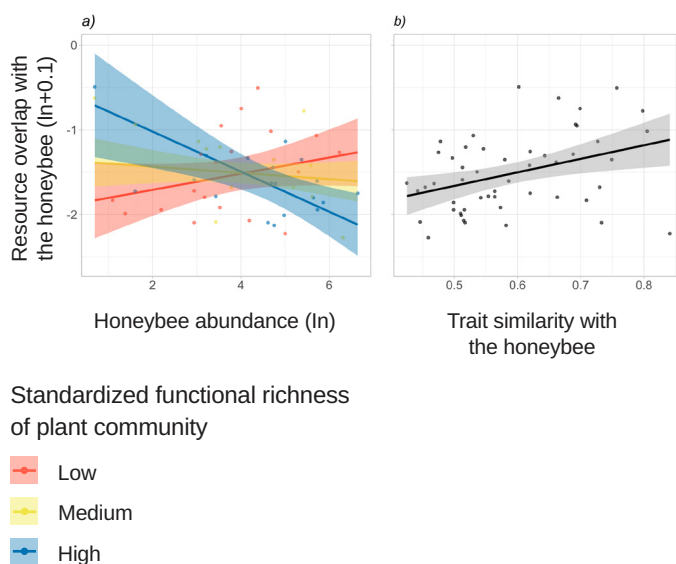 a)
b)
0
-1
-2
Resource overlap with
the honeybee (ln+0.1)
2
4
6
0.5
0.6
0.7
0.8
Honeybee abundance (ln)
Trait similarity with
the honeybee
Standardized functional richness
of plant community
Low
Medium
High